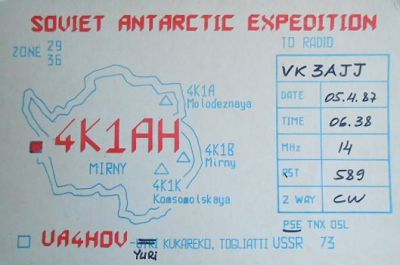 SOVIET ANTARCTIC EXPEDITION
ZONE 29
36
TO RADIO
VK3AJJ
4K1A
Molodeznaya
DATE 05.4.87
4K1AH
TIME 06.38
MIRNY
4K1B
Mirny
MHz 14
4K1K
Komsomolskaya
RST 589
2 WAY CW
PSE TNX QSL
UA4HOV - KUKAREKO, TOGLIATTI USSR 73
YURI